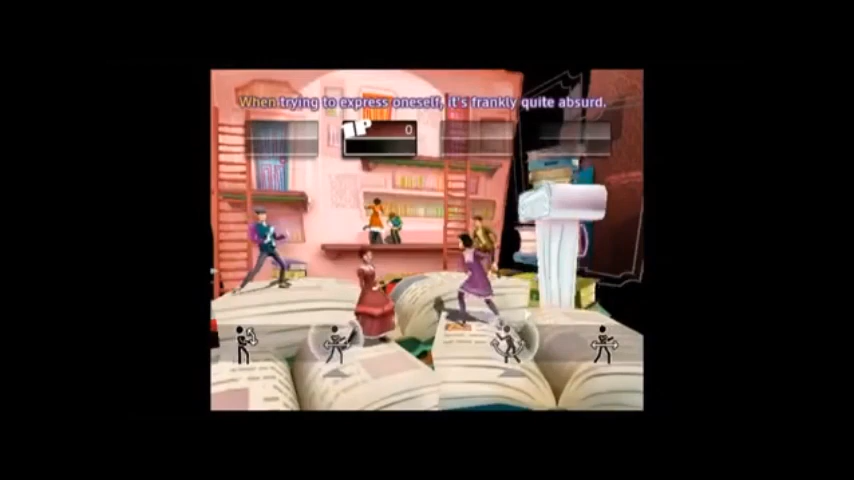 When trying to express oneself, it's frankly quite absurd.
1P 0